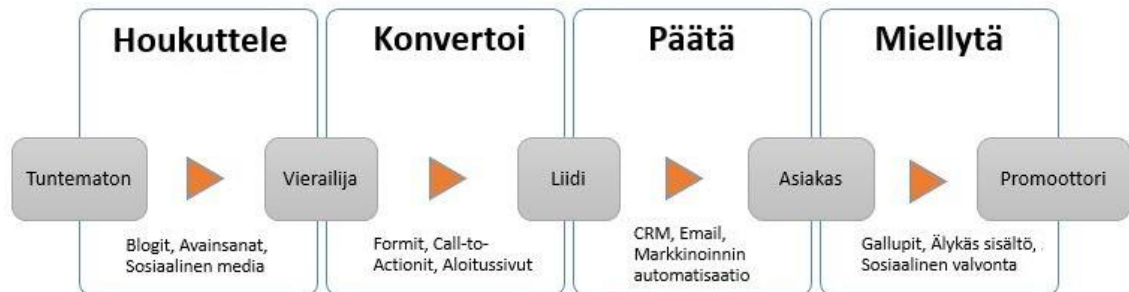 Houkuttele
Konvertoi
Päätä
Miellytä
Tuntematon
Vierailija
Liidi
Asiakas
Promoottori
Blogit, Avainsanat,
Sosiaalinen media
Formit, Call-to-
Actionit, Aloitussivut
CRM, Email,
Markkinoinnin
automatisaatio
Gallupit, Älykäs sisältö,
Sosiaalinen valvonta